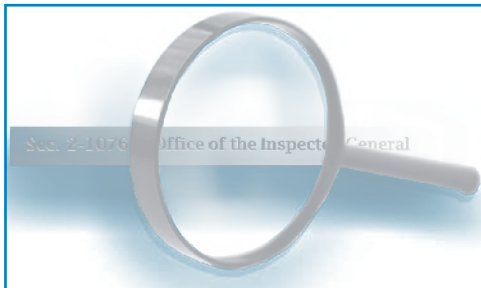 Sec. 2-1076 Office of the Inspector General